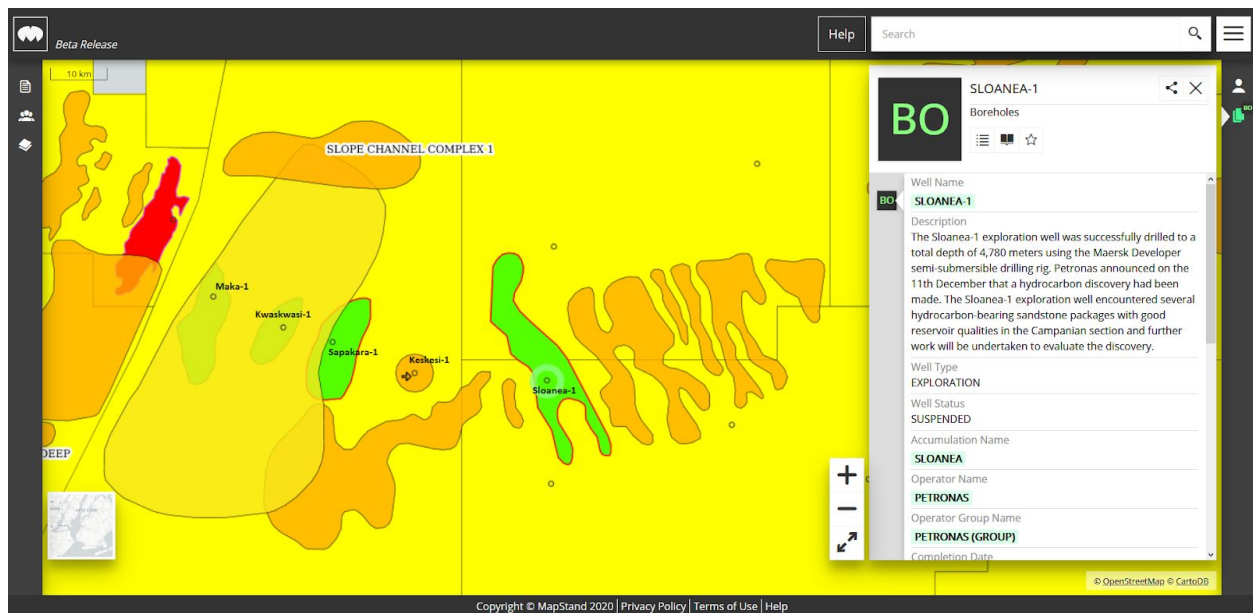 Beta Release
Help
Search
10 km
SLOPE CHANNEL COMPLEX 1
Maka-1
Kwaskwasi-1
Sapakara-1
Keskesi-1
Sloanea-1
DEEP
BO
SLOANEA-1
Boreholes
BO
BO
Well Name
SLOANEA-1
Description
The Sloanea-1 exploration well was successfully drilled to a
total depth of 4,780 meters using the Maersk Developer
semi-submersible drilling rig. Petronas announced on the
11th December that a hydrocarbon discovery had been
made. The Sloanea-1 exploration well encountered several
hydrocarbon-bearing sandstone packages with good
reservoir qualities in the Campanian section and further
work will be undertaken to evaluate the discovery.
Well Type
EXPLORATION
Well Status
SUSPENDED
Accumulation Name
SLOANEA
Operator Name
PETRONAS
Operator Group Name
PETRONAS (GROUP)
Completion Date
© OpenStreetMap © CartoDB
Copyright © MapStand 2020 | Privacy Policy | Terms of Use | Help